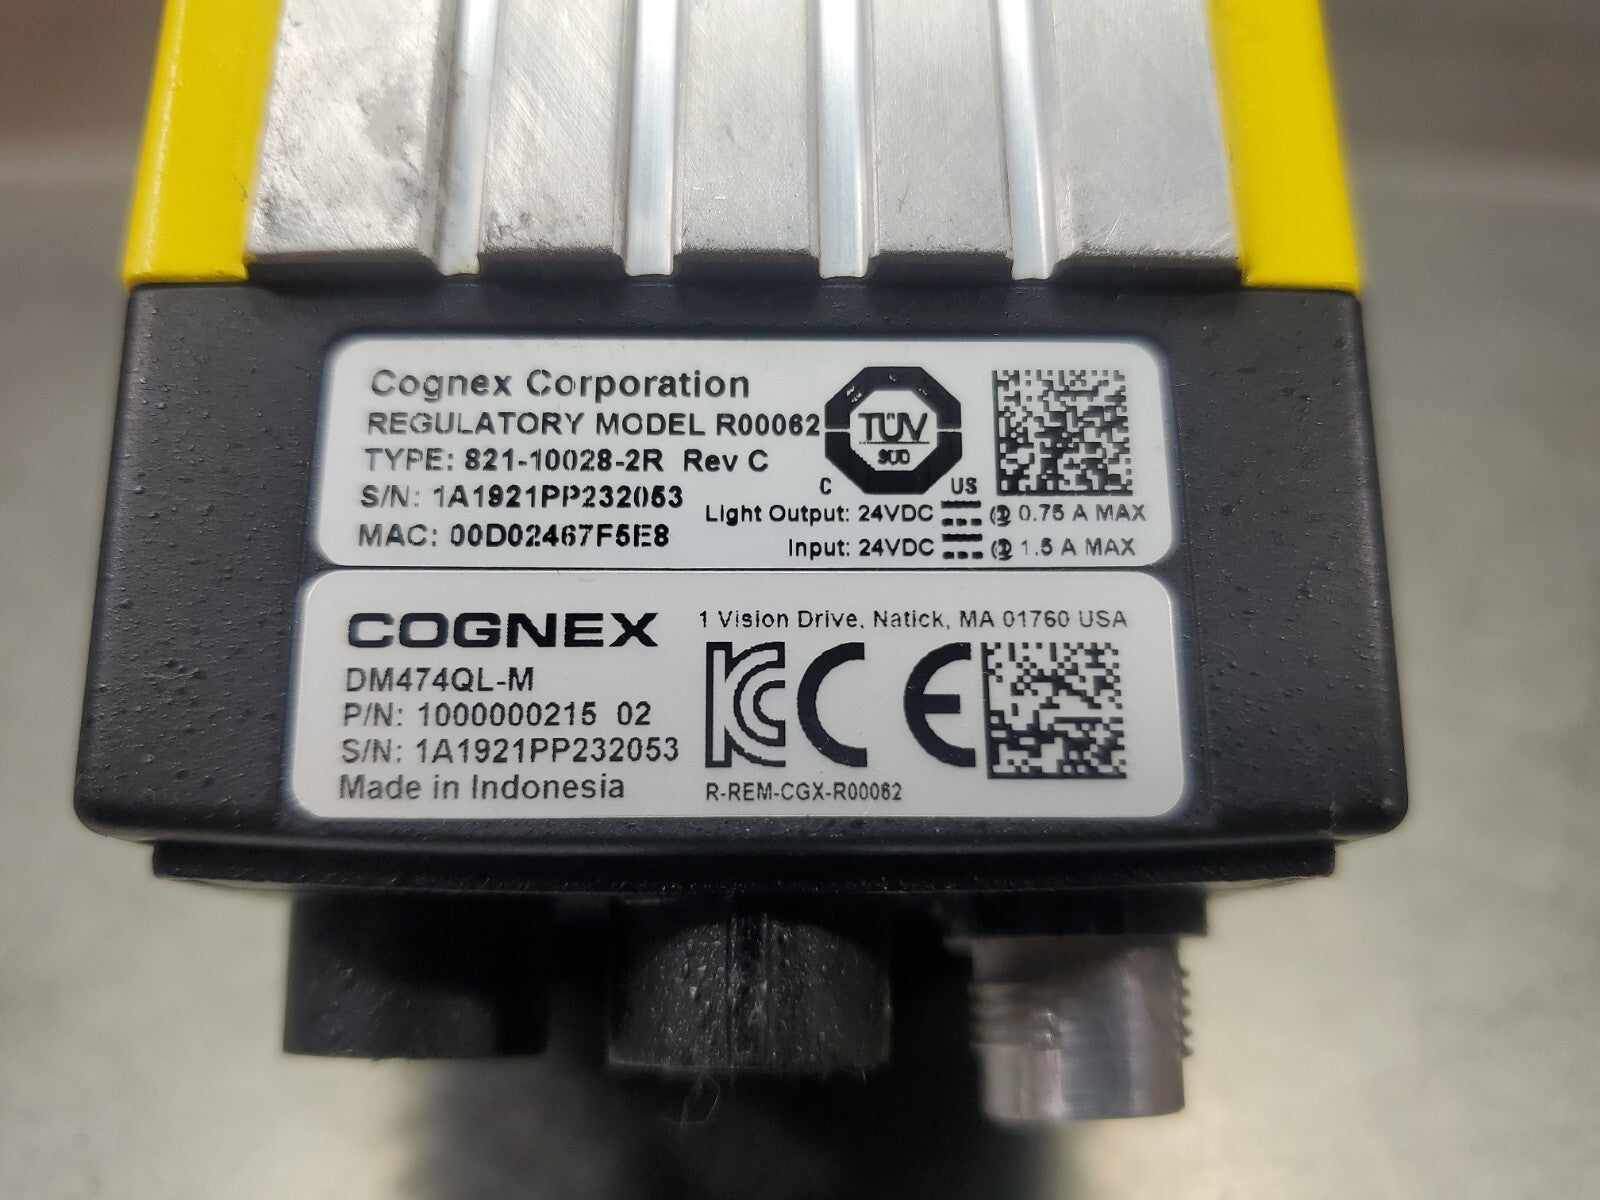 Cognex Corporation
REGULATORY MODEL R00062
TYPE: 821-10028-2R Rev C
S/N: 1A1921PP232053
MAC: 00D02467F5E8
TÜV
SÜD
C US
Light Output: 24VDC 0.75 A MAX
Input: 24VDC 1.5 A MAX
COGNEX
1 Vision Drive, Natick, MA 01760 USA
DM474QL-M
P/N: 1000000215 02
S/N: 1A1921PP232053
Made in Indonesia
KC CE
R-REM-CGX-R00062